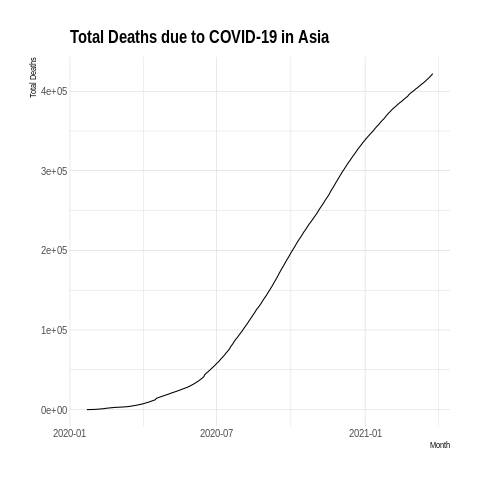 Total Deaths due to COVID-19 in Asia
Total Deaths
4e+05
3e+05
2e+05
1e+05
0e+00
2020-01 2020-07 2021-01
Month